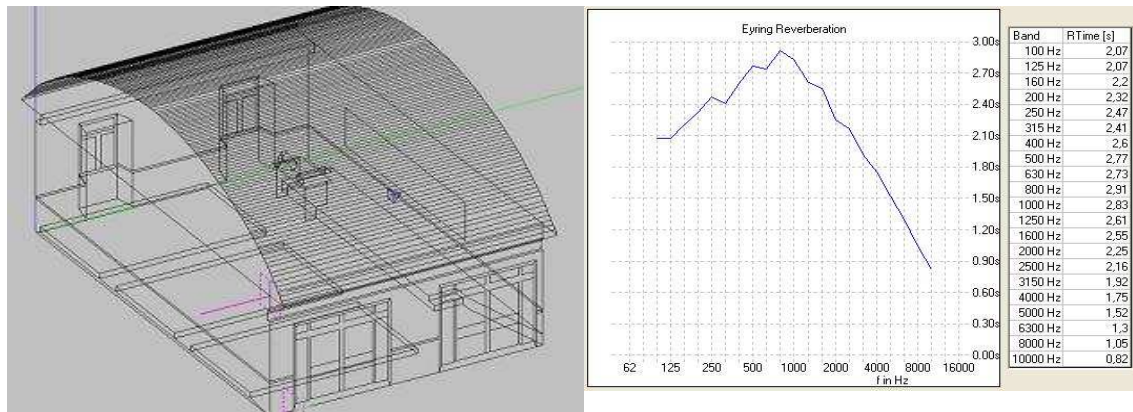 Eyring Reverberation
3.00s
2.70s
2.40s
2.10s
1.80s
1.50s
1.20s
0.90s
0.60s
0.30s
0.00s
62 125 250 500 1000 2000 4000 8000 16000
f in Hz
Band RTime [s]
100 Hz 2,07
125 Hz 2,07
160 Hz 2,2
200 Hz 2,32
250 Hz 2,47
315 Hz 2,41
400 Hz 2,6
500 Hz 2,77
630 Hz 2,73
800 Hz 2,91
1000 Hz 2,83
1250 Hz 2,61
1600 Hz 2,55
2000 Hz 2,25
2500 Hz 2,16
3150 Hz 1,92
4000 Hz 1,75
5000 Hz 1,52
6300 Hz 1,3
8000 Hz 1,05
10000 Hz 0,82